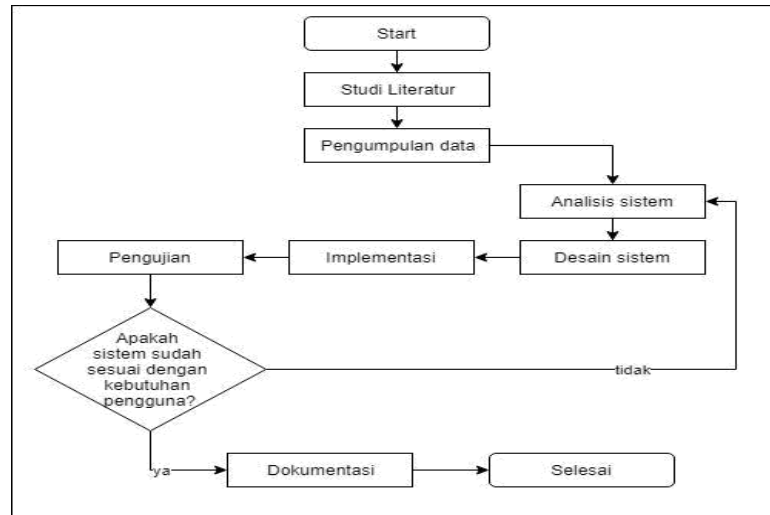 Start
Studi Literatur
Pengumpulan data
Analisis sistem
Desain sistem
Implementasi
Pengujian
Apakah
sistem sudah
sesuai dengan
kebutuhan
pengguna?
tidak
ya
Dokumentasi
Selesai